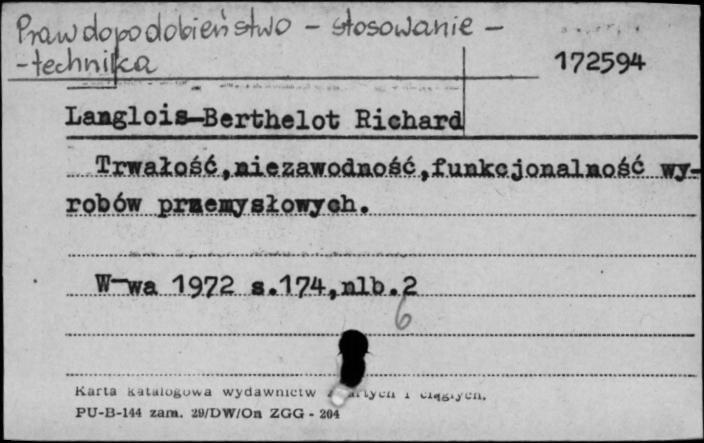 Prawdopodobieństwo - stosowanie -
- technika
172594
Langlois-Berthelot Richard
Trwałość,niezawodność,funkcjonalność wy-
robów przemysłowych.
W-wa 1972 s.174,nlb.2
6
Karta katalogowa wydawnictw i ciągłych,
PU-B-144 zam. 29/DW/On ZGG - 204